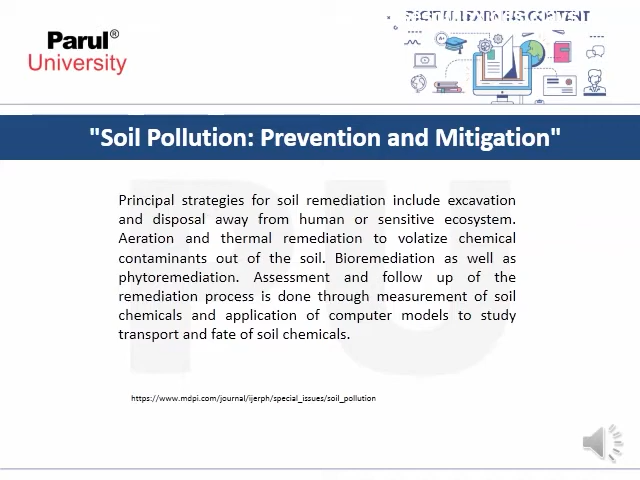 Parul®
University
"Soil Pollution: Prevention and Mitigation"
Principal strategies for soil remediation include excavation
and disposal away from human or sensitive ecosystem.
Aeration and thermal remediation to volatize chemical
contaminants out of the soil. Bioremediation as well as
phytoremediation. Assessment and follow up of the
remediation process is done through measurement of soil
chemicals and application of computer models to study
transport and fate of soil chemicals.
https://www.mdpi.com/journal/ijerph/special_issues/soil_pollution
PU